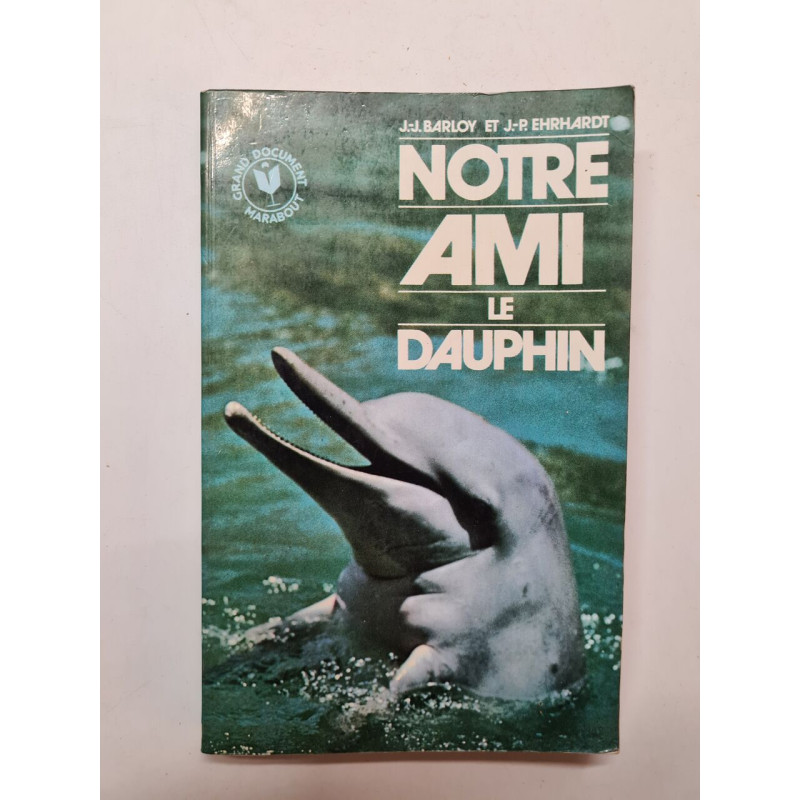 J.-J. BARLOY ET J.-P. EHRHARDT
NOTRE
AMI
LE
DAUPHIN
GRAND DOCUMENT
MARABOUT